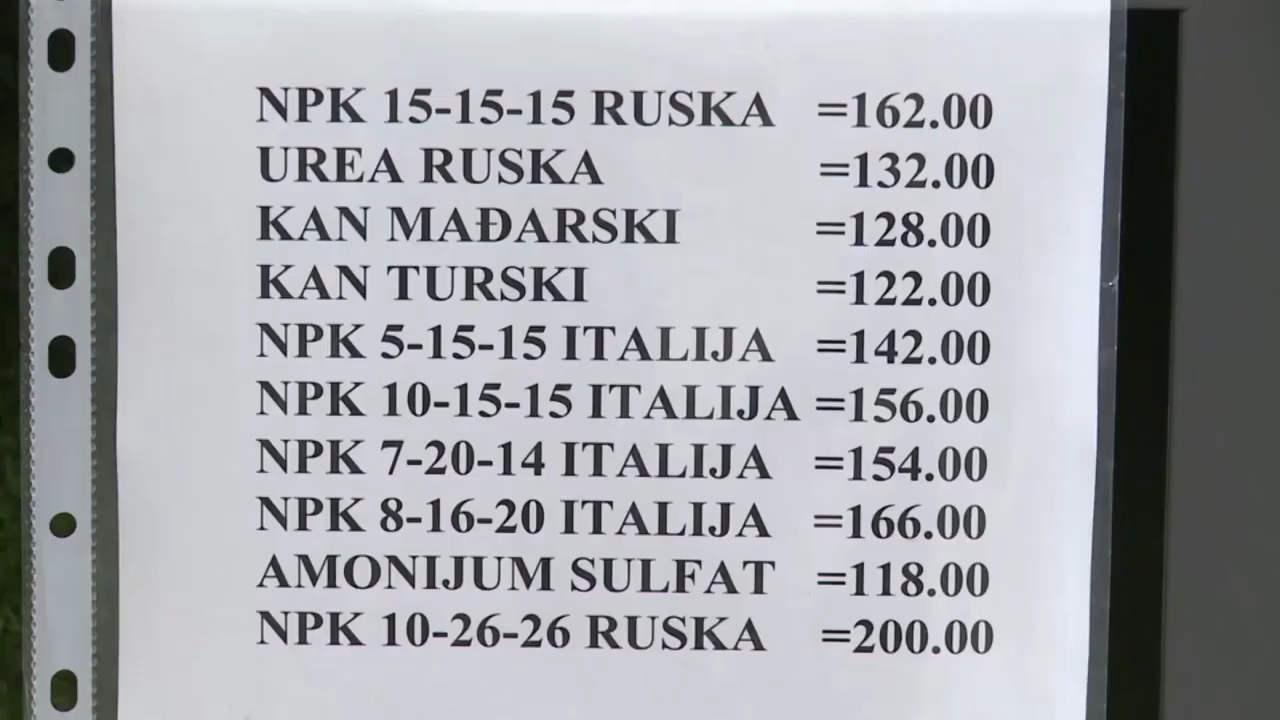 NPK 15-15-15 RUSKA =162.00
UREA RUSKA =132.00
KAN MAĐARSKI =128.00
KAN TURSKI =122.00
NPK 5-15-15 ITALIJA =142.00
NPK 10-15-15 ITALIJA =156.00
NPK 7-20-14 ITALIJA =154.00
NPK 8-16-20 ITALIJA =166.00
AMONIJUM SULFAT =118.00
NPK 10-26-26 RUSKA =200.00